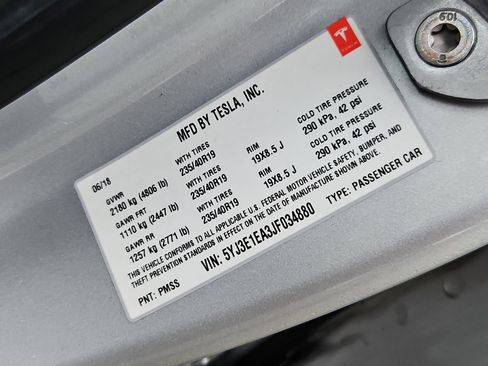 TESLA
MFD BY TESLA, INC.
06/18
GVWR WITH TIRES RIM COLD TIRE PRESSURE
2180 kg (4806 lb) 235/40R19 19X8.5 J 290 kPa, 42 psi
GAWR FRT WITH TIRES RIM COLD TIRE PRESSURE
1110 kg (2447 lb) 235/40R19 19X8.5 J 290 kPa, 42 psi
GAWR RR WITH TIRES
1257 kg (2771 lb) 235/40R19
THIS VEHICLE CONFORMS TO ALL APPLICABLE U.S. FEDERAL MOTOR VEHICLE SAFETY, BUMPER, AND
THEFT PREVENTION STANDARDS IN EFFECT ON THE DATE OF MANUFACTURE SHOWN ABOVE.
VIN: 5YJ3E1EA3JF034880 TYPE: PASSENGER CAR
PNT: PMSS